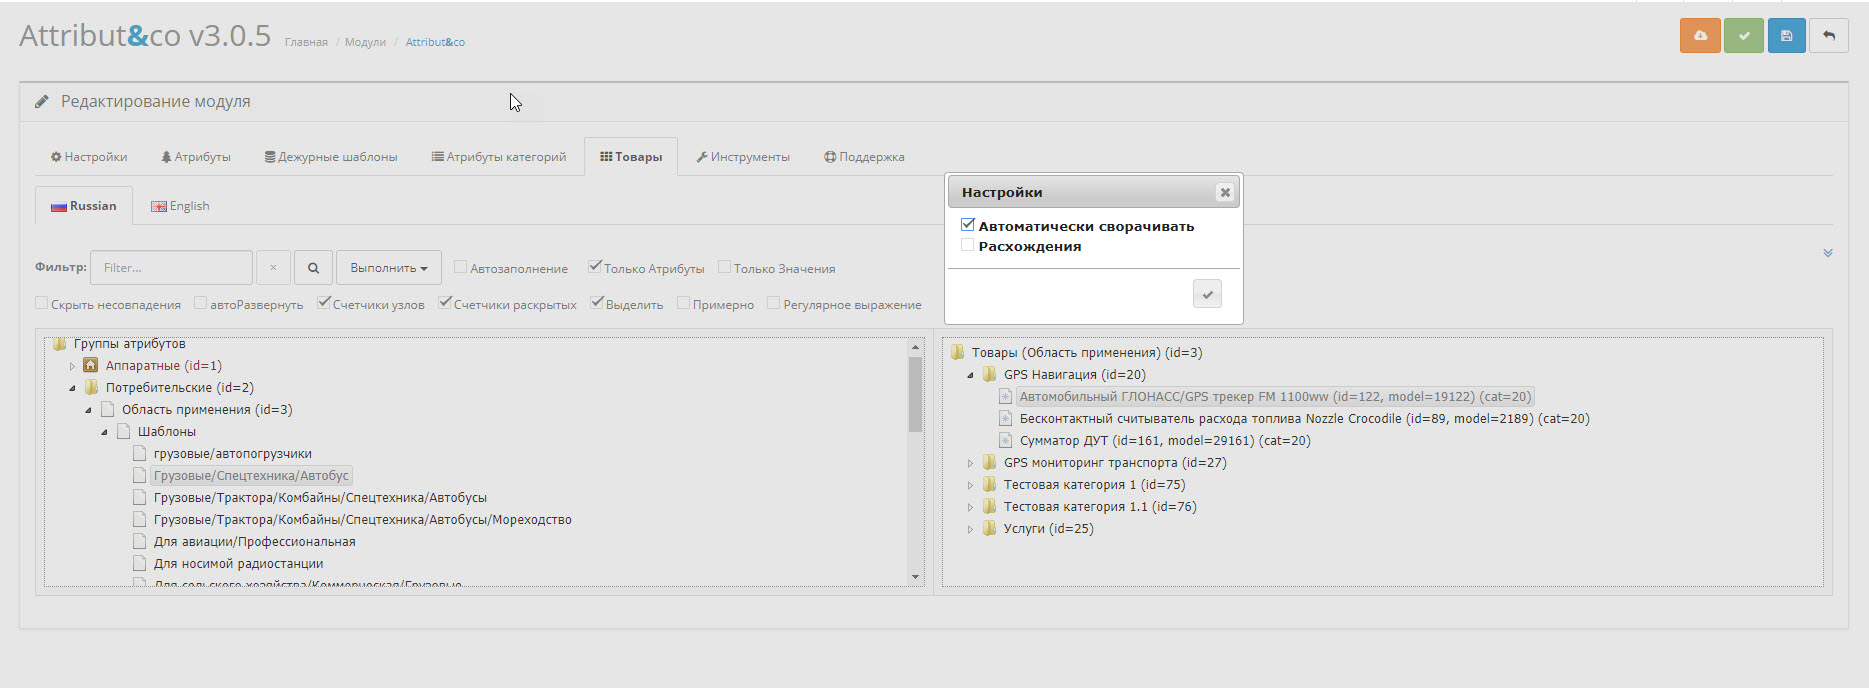 Attribut&co v3.0.5 Главная / Модули / Attribut&co
Редактирование модуля
Настройки Атрибуты Дежурные шаблоны Атрибуты категорий Товары Инструменты Поддержка
Russian English
Настройки
Автоматически сворачивать
Расхождения
Фильтр: Filter... × Выполнить Автозаполнение Только Атрибуты Только Значения
Скрыть несовпадения автоРазвернуть Счетчики узлов Счетчики раскрытых Выделить Примерно Регулярное выражение
Группы атрибутов
Аппаратные (id=1)
Потребительские (id=2)
Область применения (id=3)
Шаблоны
грузовые/автопогрузчики
Грузовые/Спецтехника/Автобус
Грузовые/Трактора/Комбайны/Спецтехника/Автобусы
Грузовые/Трактора/Комбайны/Спецтехника/Автобусы/Мореходство
Для авиации/Профессиональная
Для носимой радиостанции
Для сельского хозяйства/Коммерческая/Грузовые
Товары (Область применения) (id=3)
GPS Навигация (id=20)
Автомобильный ГЛОНАСС/GPS трекер FM 1100ww (id=122, model=19122) (cat=20)
Бесконтактный считыватель расхода топлива Nozzle Crocodile (id=89, model=2189) (cat=20)
Сумматор ДУТ (id=161, model=29161) (cat=20)
GPS мониторинг транспорта (id=27)
Тестовая категория 1 (id=75)
Тестовая категория 1.1 (id=76)
Услуги (id=25)